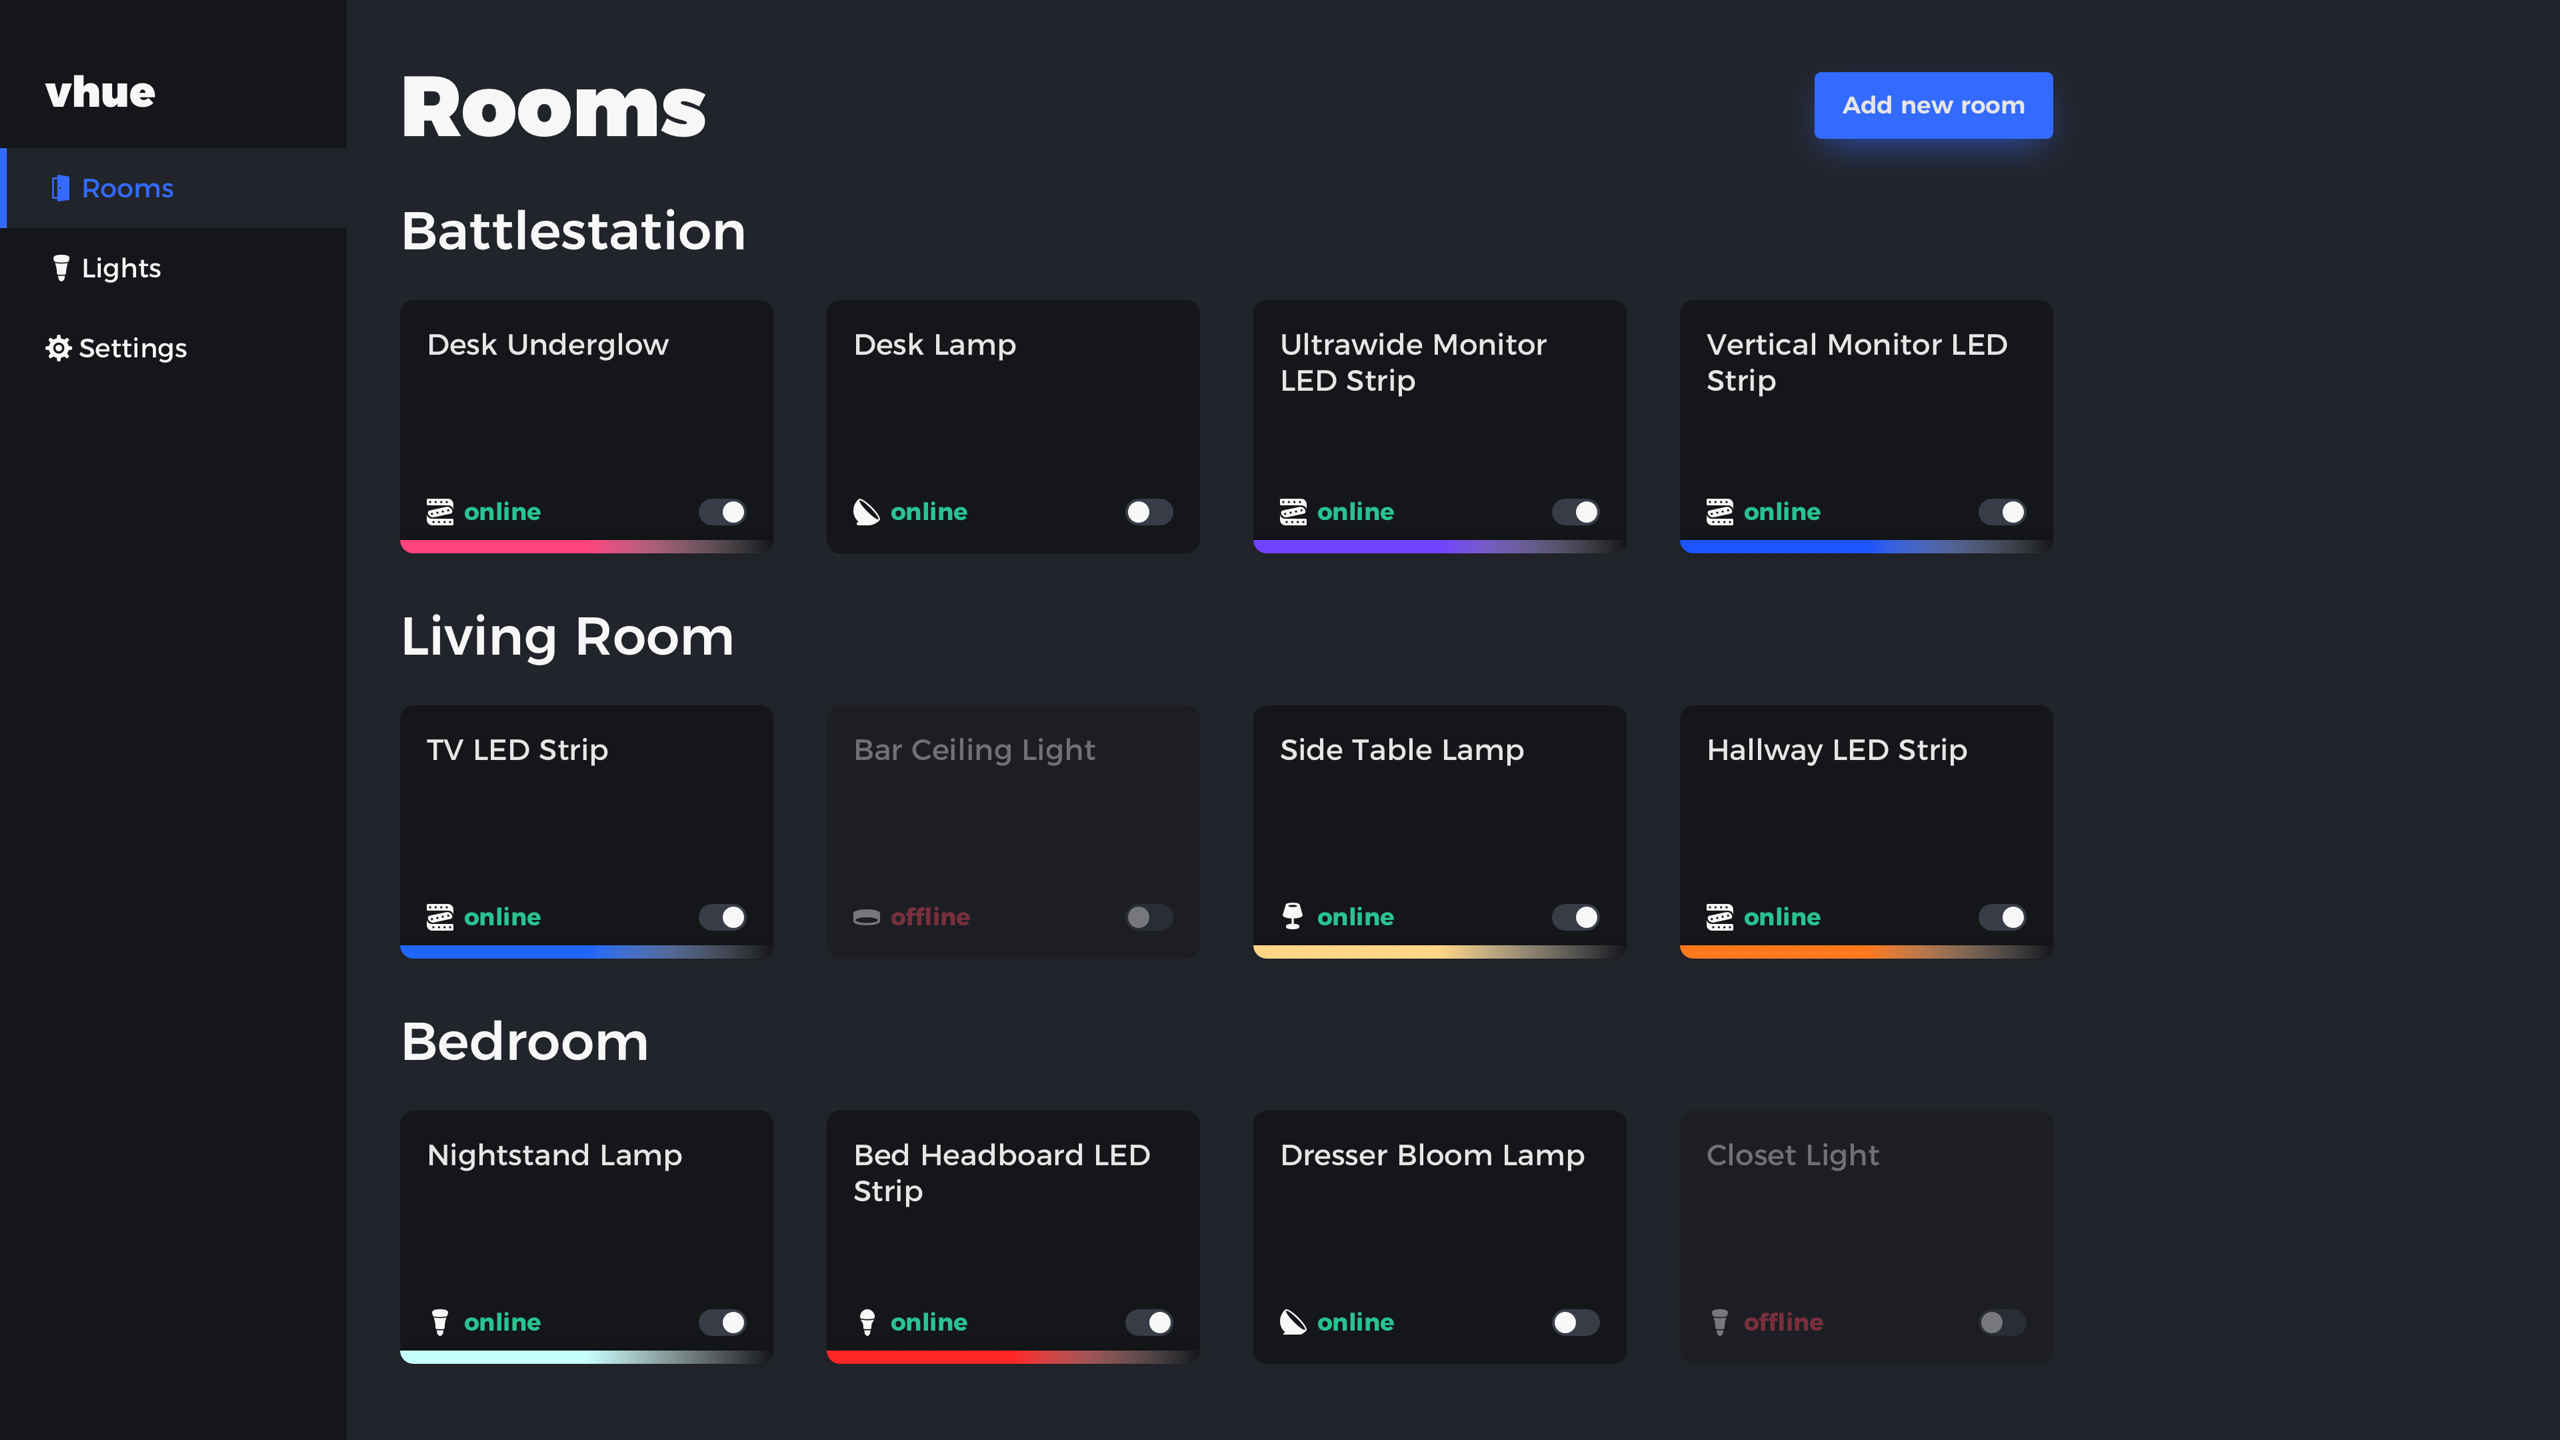 vhue
Rooms
Lights
Settings
Rooms
Add new room
Battlestation
Desk Underglow
online
Desk Lamp
online
Ultrawide Monitor
LED Strip
online
Vertical Monitor LED
Strip
online
Living Room
TV LED Strip
online
Bar Ceiling Light
offline
Side Table Lamp
online
Hallway LED Strip
online
Bedroom
Nightstand Lamp
online
Bed Headboard LED
Strip
online
Dresser Bloom Lamp
online
Closet Light
offline